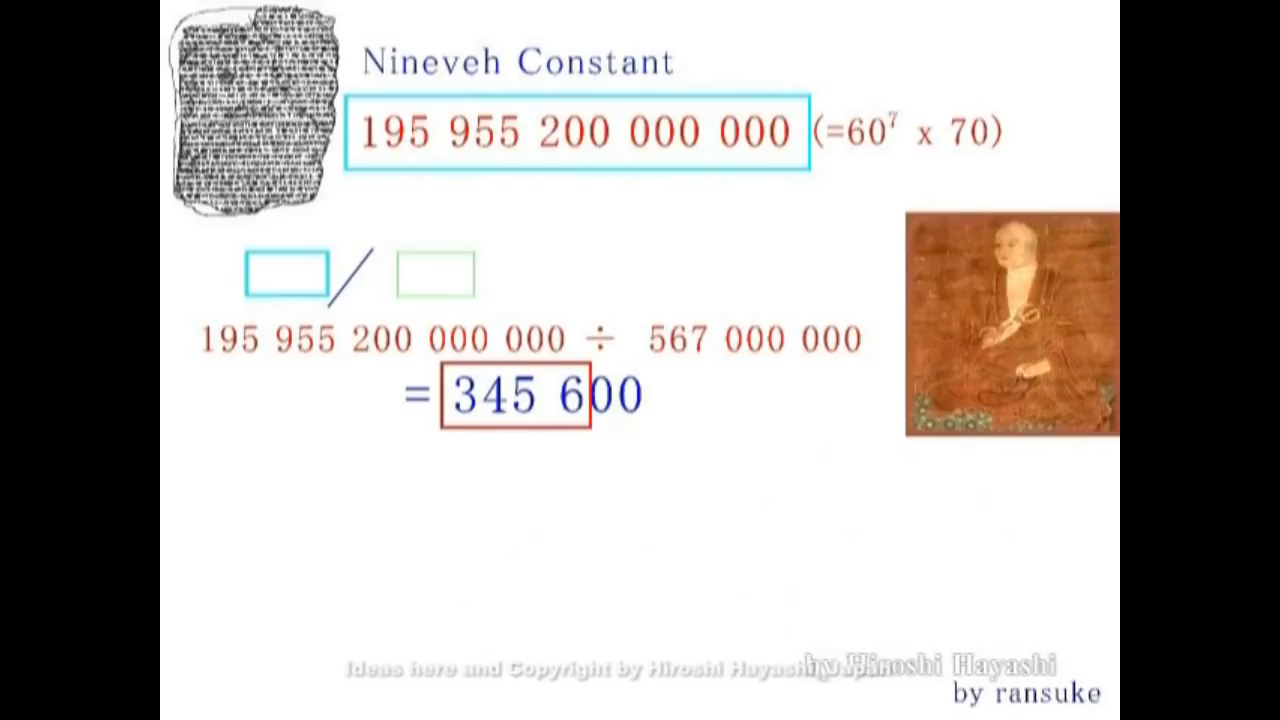 Nineveh Constant
195 955 200 000 000 (=60⁷ x 70)
195 955 200 000 000 ÷ 567 000 000
= 345 600
Ideas here and Copyright by Hiroshi Hayashi, Japan
by Hiroshi Hayashi
by ransuke